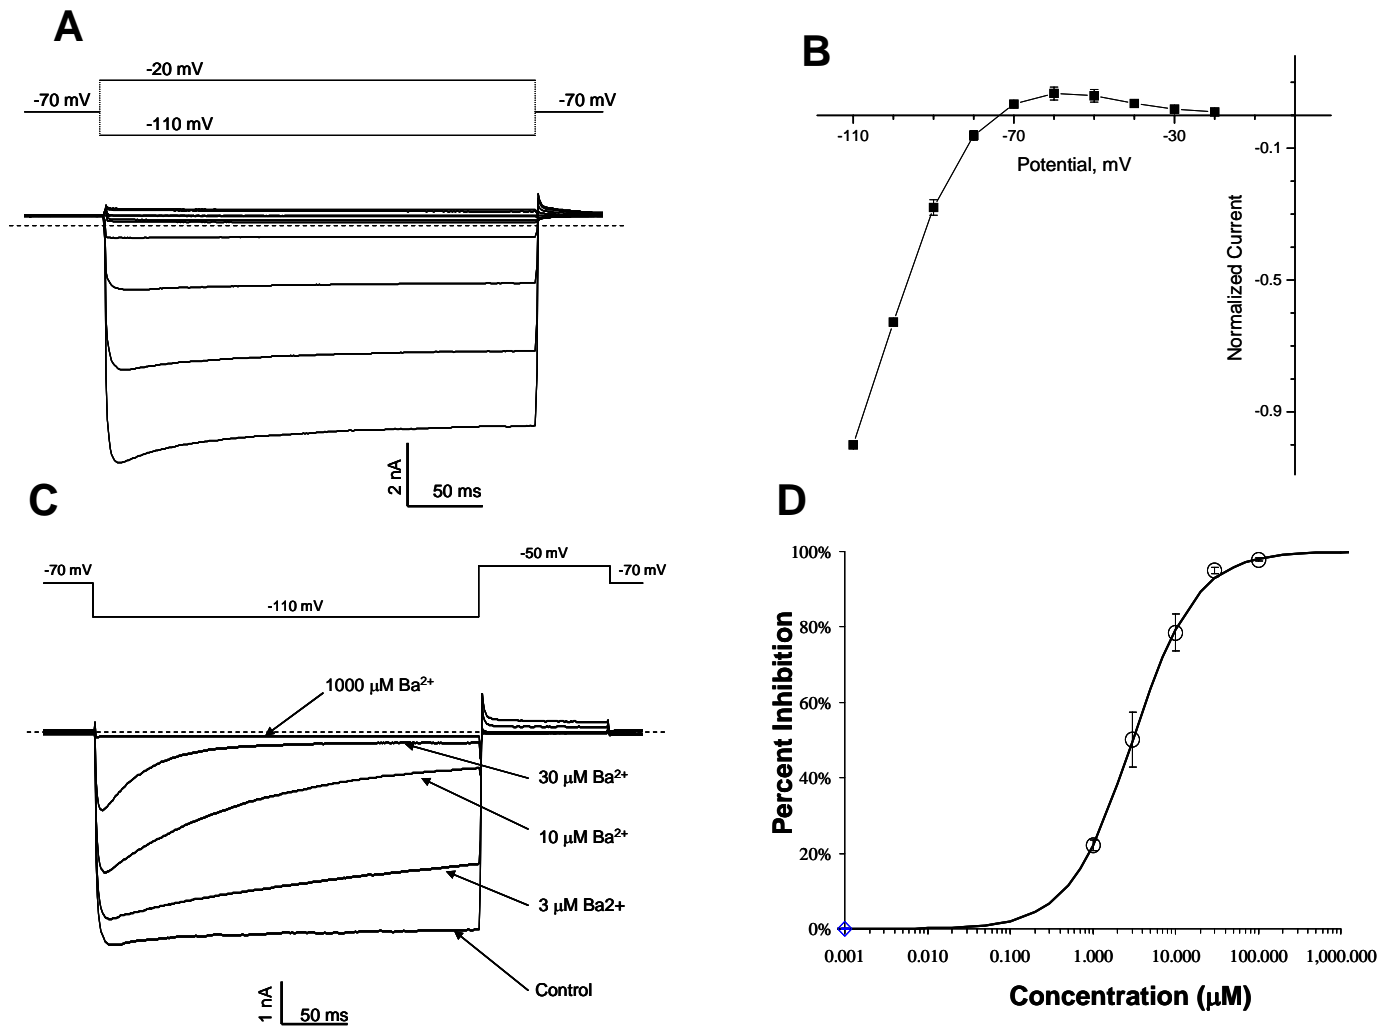 A
-20 mV
-70 mV
-70 mV
-110 mV
2 nA
50 ms
B
-110
-70
-30
Potential, mV
-0.1
-0.5
-0.9
Normalized Current
C
-50 mV
-70 mV
-70 mV
-110 mV
1000 μM Ba²⁺
30 μM Ba²⁺
10 μM Ba²⁺
3 μM Ba2+
Control
1 nA
50 ms
D
100%
80%
60%
40%
20%
0%
Percent Inhibition
0.001 0.010 0.100 1.000 10.000 100.000 1,000.000
Concentration (μM)